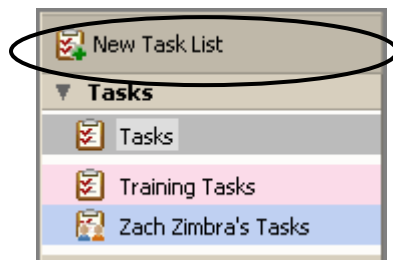 New Task List
Tasks
Tasks
Training Tasks
Zach Zimbra's Tasks